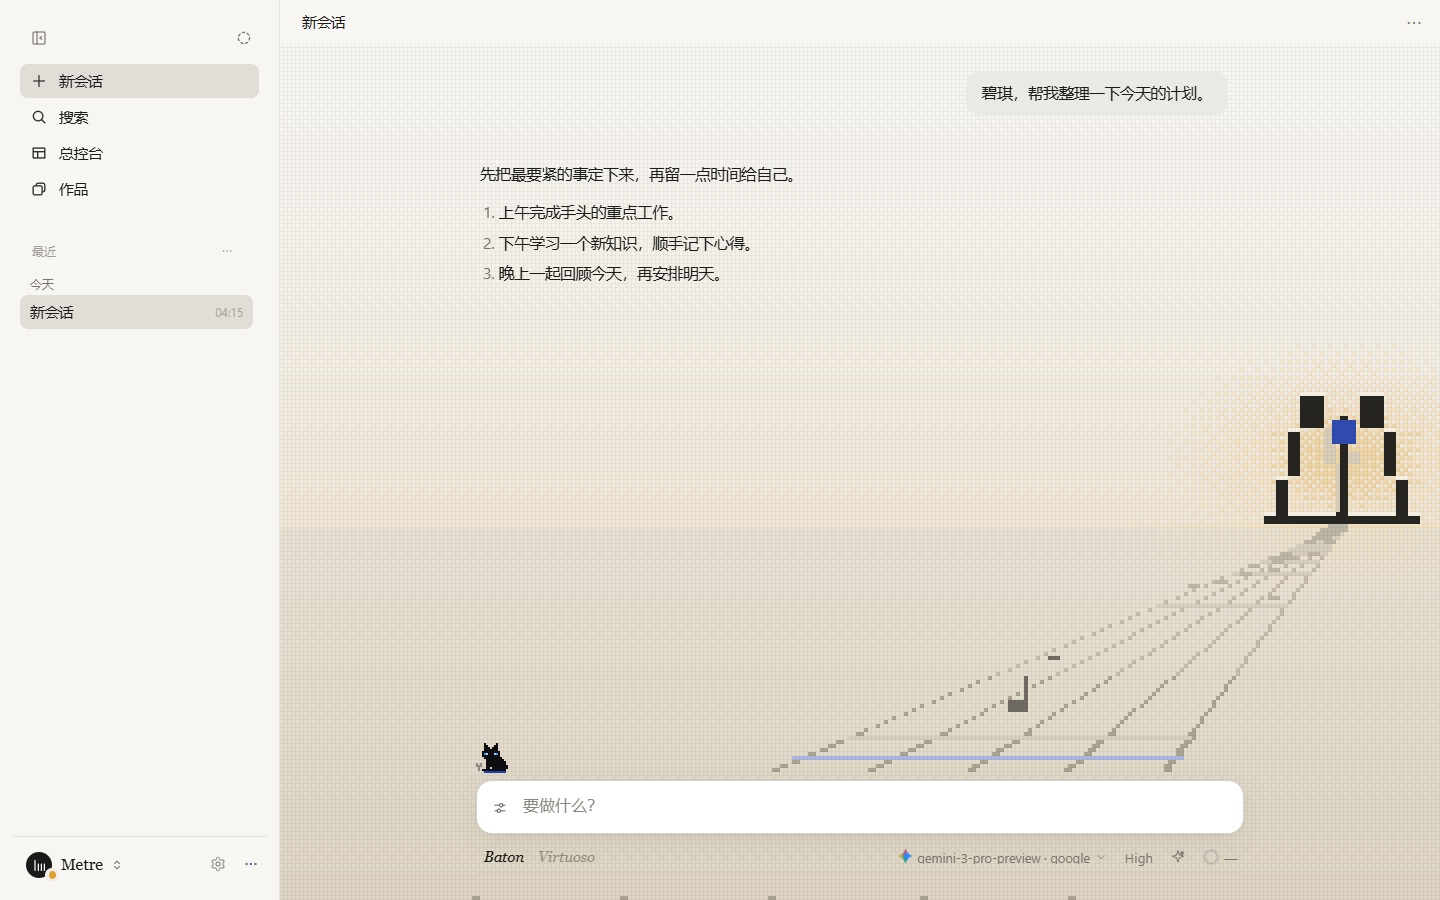 新会话
新会话
搜索
总控台
作品
最近
今天
新会话 04:15
Metre
碧琪，帮我整理一下今天的计划。
先把最要紧的事定下来，再留一点时间给自己。
1. 上午完成手头的重点工作。
2. 下午学习一个新知识，顺手记下心得。
3. 晚上一起回顾今天，再安排明天。
要做什么？
Baton Virtuoso gemini-3-pro-preview · google High —